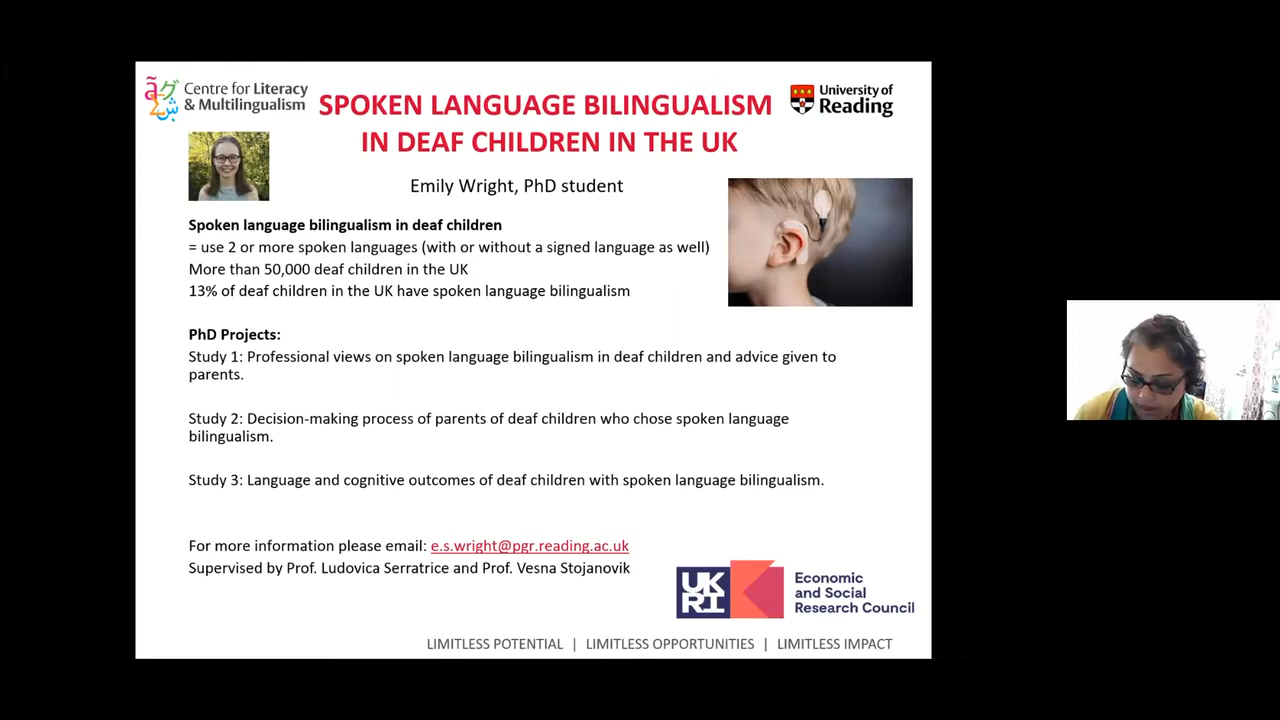 Centre for Literacy
& Multilingualism
SPOKEN LANGUAGE BILINGUALISM
IN DEAF CHILDREN IN THE UK
University of
Reading
Emily Wright, PhD student
Spoken language bilingualism in deaf children
= use 2 or more spoken languages (with or without a signed language as well)
More than 50,000 deaf children in the UK
13% of deaf children in the UK have spoken language bilingualism
PhD Projects:
Study 1: Professional views on spoken language bilingualism in deaf children and advice given to
parents.
Study 2: Decision-making process of parents of deaf children who chose spoken language
bilingualism.
Study 3: Language and cognitive outcomes of deaf children with spoken language bilingualism.
For more information please email: e.s.wright@pgr.reading.ac.uk
Supervised by Prof. Ludovica Serratrice and Prof. Vesna Stojanovik
UK
RI
Economic
and Social
Research Council
LIMITLESS POTENTIAL | LIMITLESS OPPORTUNITIES | LIMITLESS IMPACT